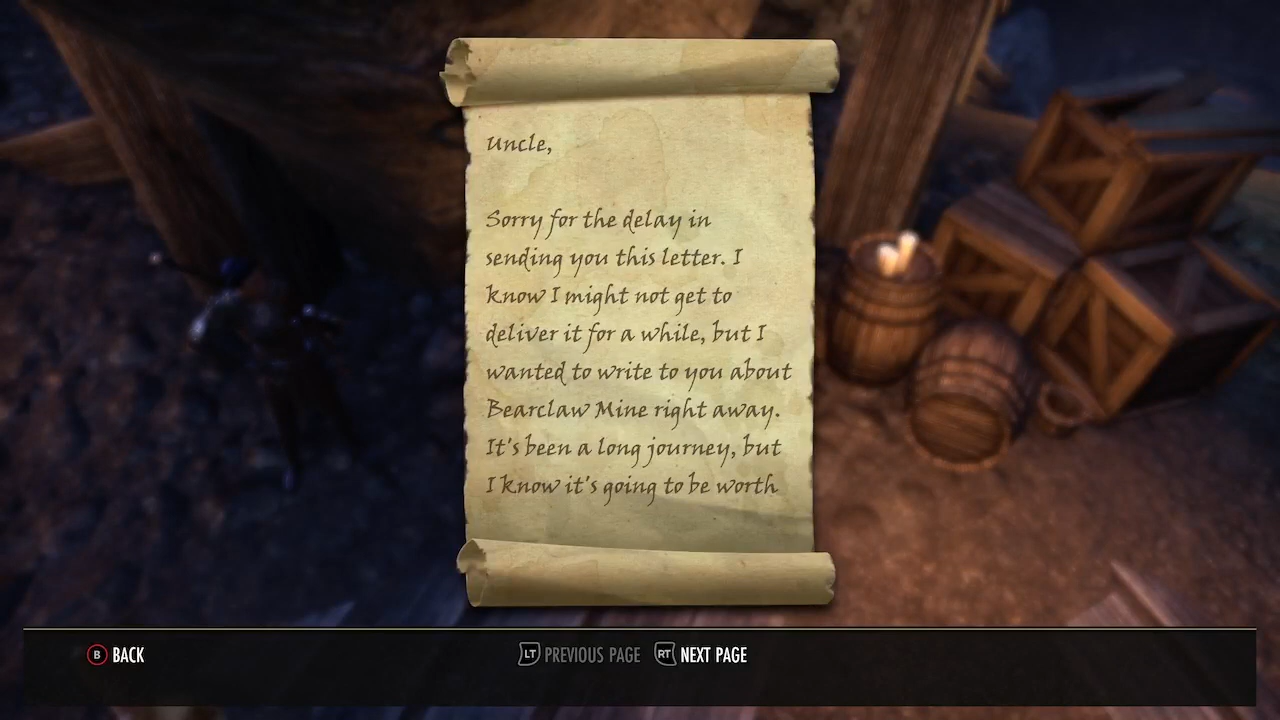 Uncle,
Sorry for the delay in
sending you this letter. I
know I might not get to
deliver it for a while, but I
wanted to write to you about
Bearclaw Mine right away.
It's been a long journey, but
I know it's going to be worth
B BACK
LT PREVIOUS PAGE RT NEXT PAGE